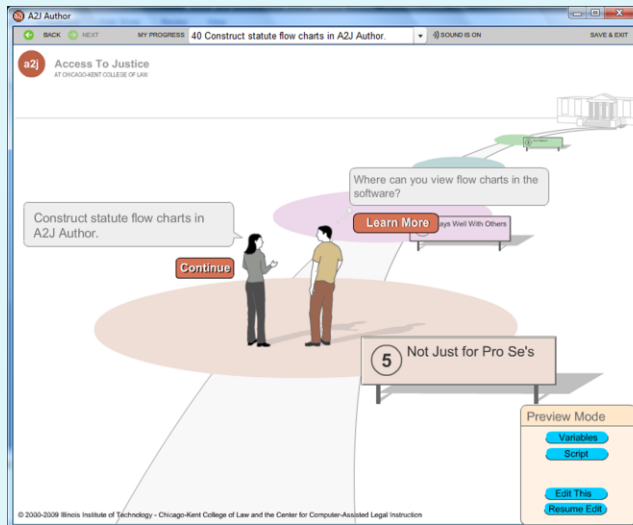 A2J Author
BACK NEXT MY PROGRESS 40 Construct statute flow charts in A2J Author. SOUND IS ON SAVE & EXIT
a2j Access To Justice
AT CHICAGO-KENT COLLEGE OF LAW
Where can you view flow charts in the
software?
Learn More
ays Well With Others
Construct statute flow charts in
A2J Author.
Continue
5 Not Just for Pro Se's
Preview Mode
Variables
Script
Edit This
Resume Edit
© 2000-2009 Illinois Institute of Technology - Chicago-Kent College of Law and the Center for Computer-Assisted Legal Instruction